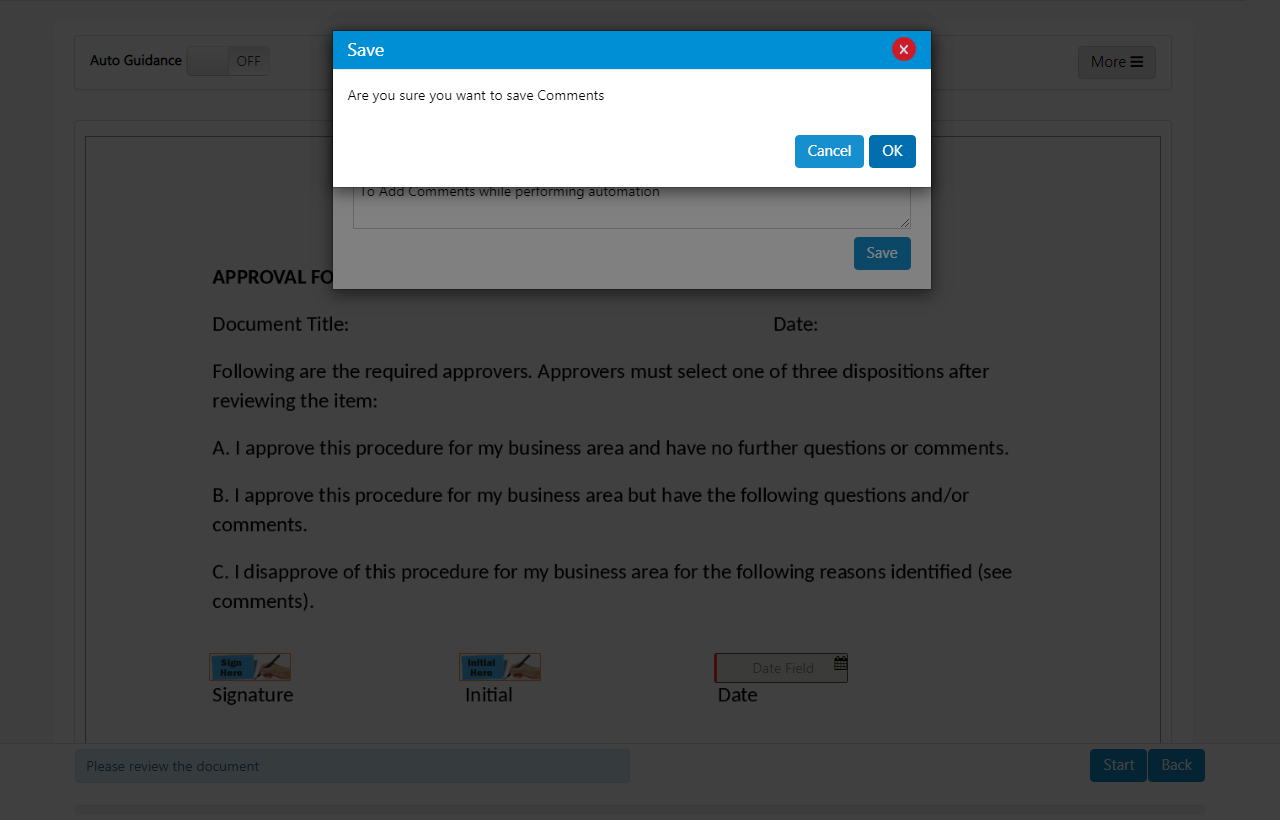 Save
Are you sure you want to save Comments
Cancel OK
Auto Guidance OFF
More
To Add Comments while performing automation
Save
APPROVAL FO
Document Title: Date:
Following are the required approvers. Approvers must select one of three dispositions after
reviewing the item:
A. I approve this procedure for my business area and have no further questions or comments.
B. I approve this procedure for my business area but have the following questions and/or
comments.
C. I disapprove of this procedure for my business area for the following reasons identified (see
comments).
Sign
Here
Initial
Here
Date Field
Signature Initial Date
Please review the document
Start Back